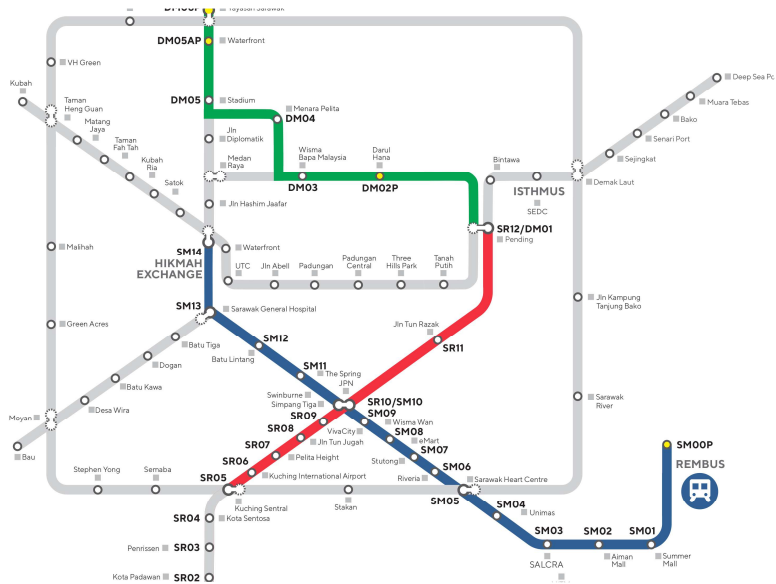 Yayasan Sarawak
DM05AP
Waterfront
VH Green
Kubah
Taman
Heng Guan
Matang
Jaya
Taman
Fah Tah
Kubah
Ria
Satok
DM05
Stadium
Menara Pelita
DM04
Jln
Diplomatik
Medan
Raya
Wisma
Bapa Malaysia
DM03
Darul
Hana
DM02P
Jln Hashim Jaafar
Bintawa
ISTHMUS
SEDC
Deep Sea Po
Muara Tebas
Bako
Senari Port
Sejingkat
Demak Laut
SR12/DM01
Pending
SM14
HIKMAH
EXCHANGE
Waterfront
UTC
Jln Abell
Padungan
Padungan
Central
Three
Hills Park
Tanah
Putih
Malihah
SM13
Sarawak General Hospital
Jln Kampung
Tanjung Bako
Green Acres
Batu Tiga
Dogan
Batu Kawa
Desa Wira
Moyan
Bau
SM12
Batu Lintang
SM11
The Spring
JPN
Jln Tun Razak
SR11
Swinburne
Simpang Tiga
SR10/SM10
SM09
Wisma Wan
SM08
eMart
SM07
SM06
SR09
VivaCity
SR08
Jln Tun Jugah
SR07
Pelita Height
SR06
Kuching International Airport
Stutong
Riveria
Sarawak Heart Centre
Sarawak
River
SM00P
REMBUS
Stephen Yong
Semaba
SR05
Kuching Sentral
Kota Sentosa
Stakan
SM05
SM04
Unimas
SR04
Penrissen
SR03
Kota Padawan
SR02
SM03
SALCRA
SM02
Aiman
Mall
SM01
Summer
Mall